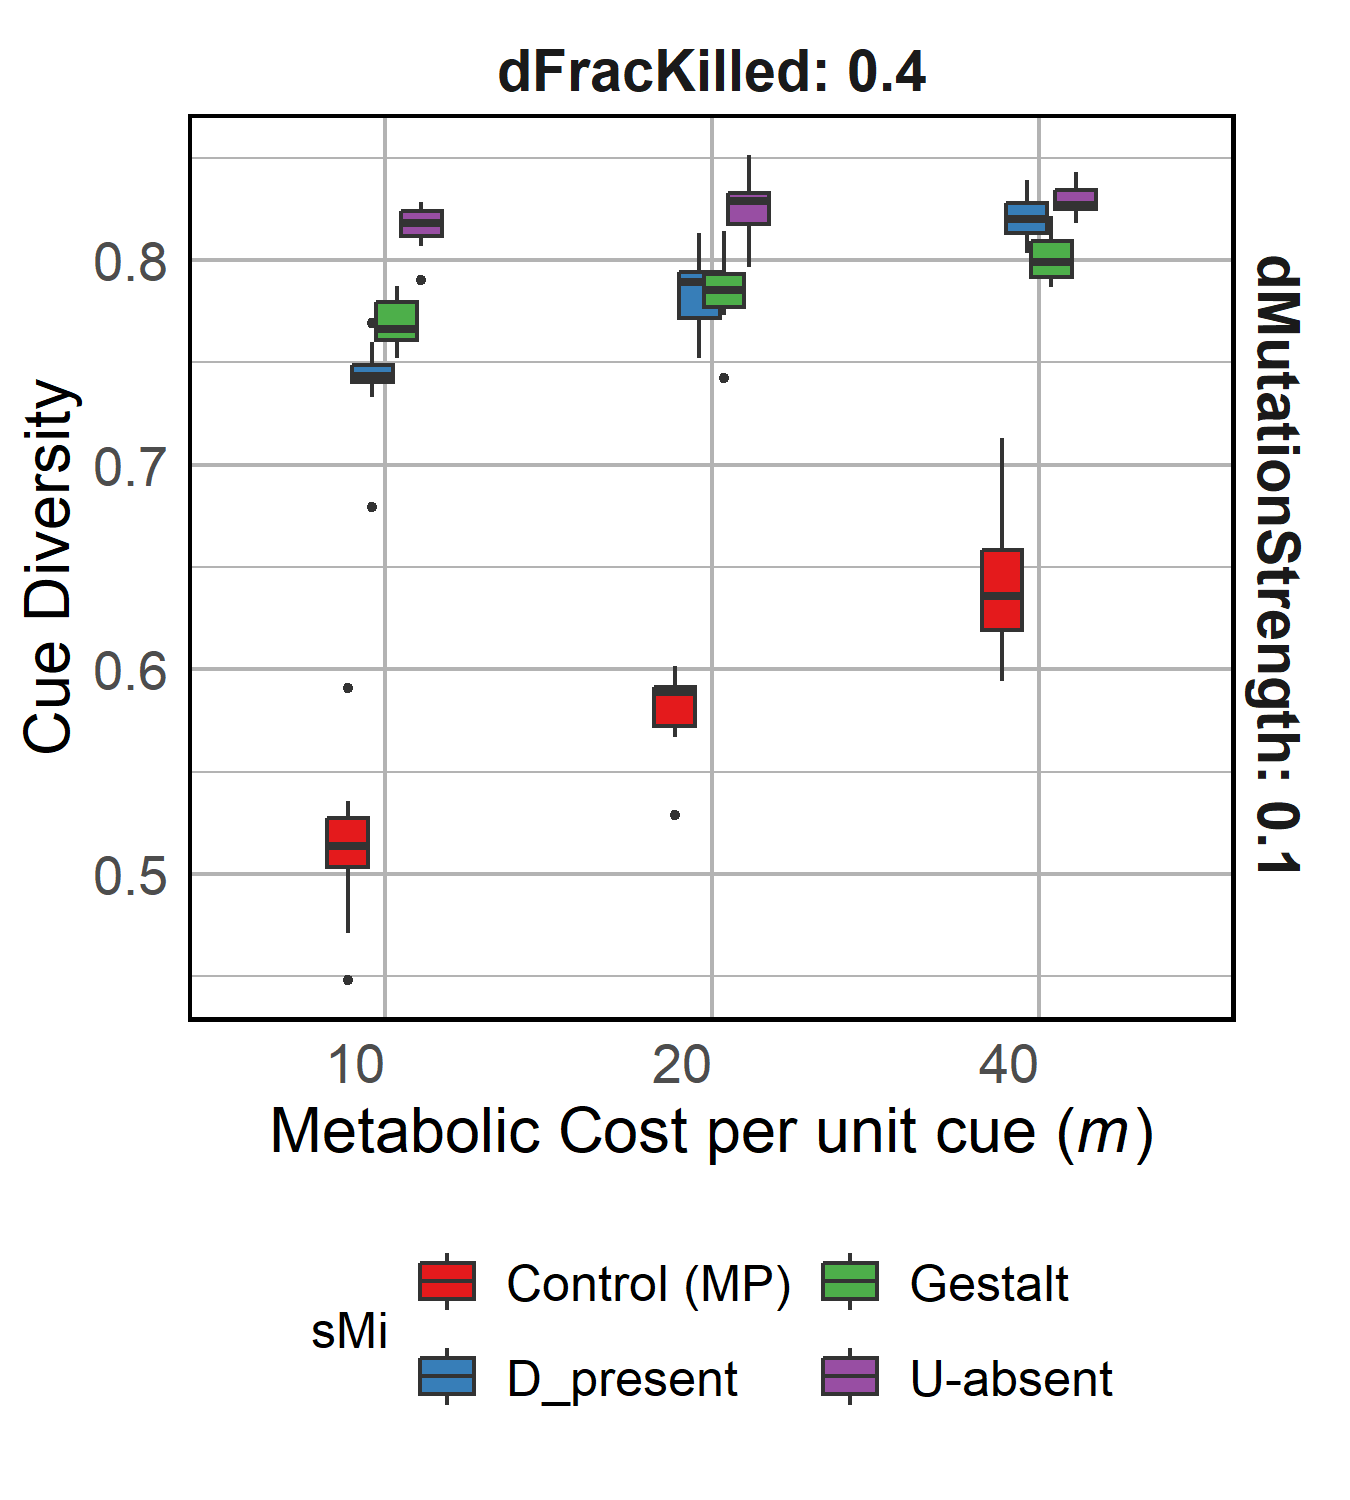 dFracKilled: 0.4
Cue Diversity
0.8
0.7
0.6
0.5
dMutationStrength: 0.1
10 20 40
Metabolic Cost per unit cue (m)
sMi
Control (MP) Gestalt
D_present U-absent